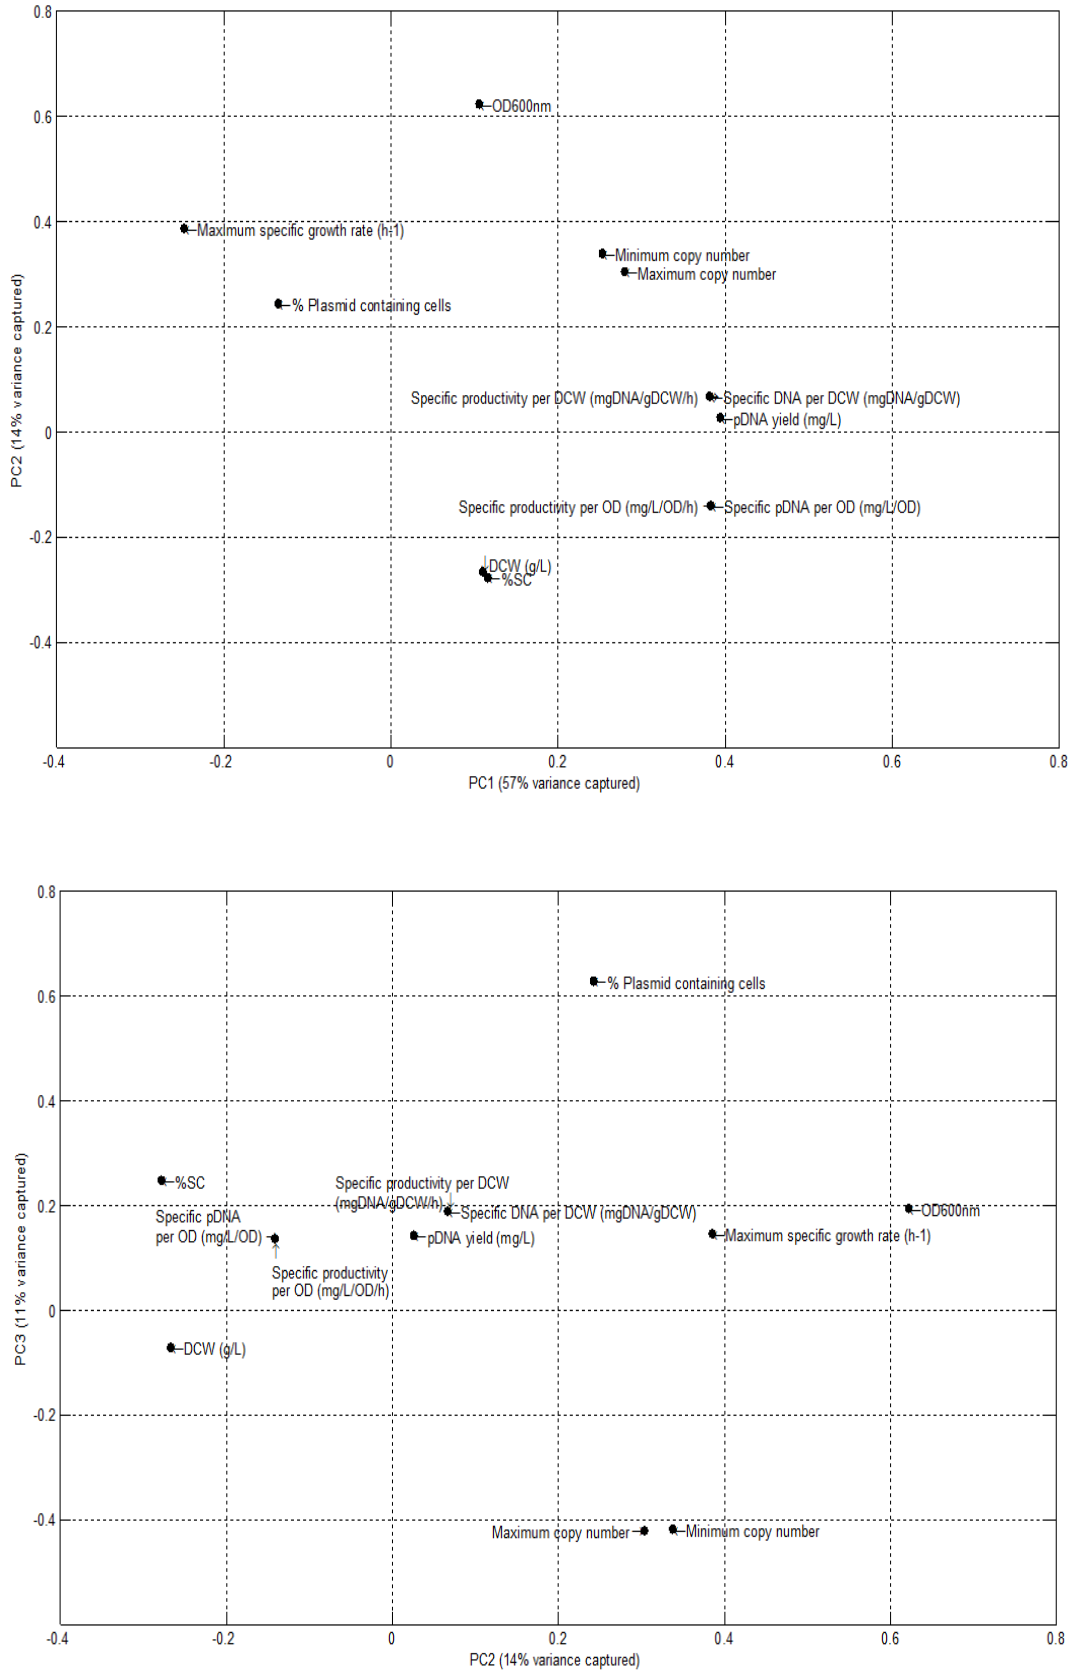 0.8
OD600nm
0.6
Maximum specific growth rate (h-1)
0.4
Minimum copy number
Maximum copy number
% Plasmid containing cells
0.2
Specific productivity per DCW (mgDNA/gDCW/h)
Specific DNA per DCW (mgDNA/gDCW)
pDNA yield (mg/L)
0
Specific productivity per OD (mg/L/OD/h)
Specific pDNA per OD (mg/L/OD)
-0.2
DCW (g/L)
%SC
-0.4
PC2 (14% variance captured)
-0.4 -0.2 0 0.2 0.4 0.6 0.8
PC1 (57% variance captured)
0.8
% Plasmid containing cells
0.6
0.4
%SC
Specific productivity per DCW
(mgDNA/gDCW/h)
Specific DNA per DCW (mgDNA/gDCW)
OD600nm
0.2
Specific pDNA
per OD (mg/L/OD)
pDNA yield (mg/L)
Maximum specific growth rate (h-1)
Specific productivity
per OD (mg/L/OD/h)
0
DCW (g/L)
-0.2
-0.4
Maximum copy number
Minimum copy number
PC3 (11% variance captured)
-0.4 -0.2 0 0.2 0.4 0.6 0.8
PC2 (14% variance captured)